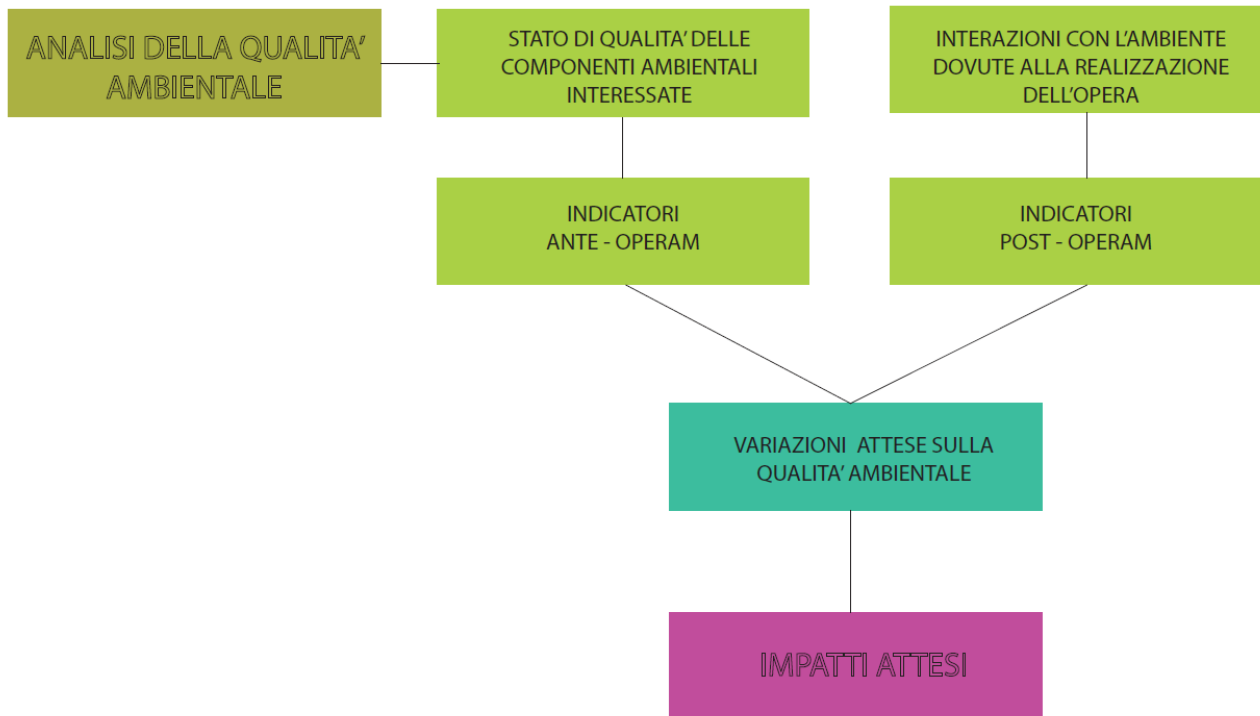 ANALISI DELLA QUALITA'
AMBIENTALE
STATO DI QUALITA' DELLE
COMPONENTI AMBIENTALI
INTERESSATE
INTERAZIONI CON L'AMBIENTE
DOVUTE ALLA REALIZZAZIONE
DELL'OPERA
INDICATORI
ANTE - OPERAM
INDICATORI
POST - OPERAM
VARIAZIONI  ATTESE SULLA
QUALITA' AMBIENTALE
IMPATTI ATTESI